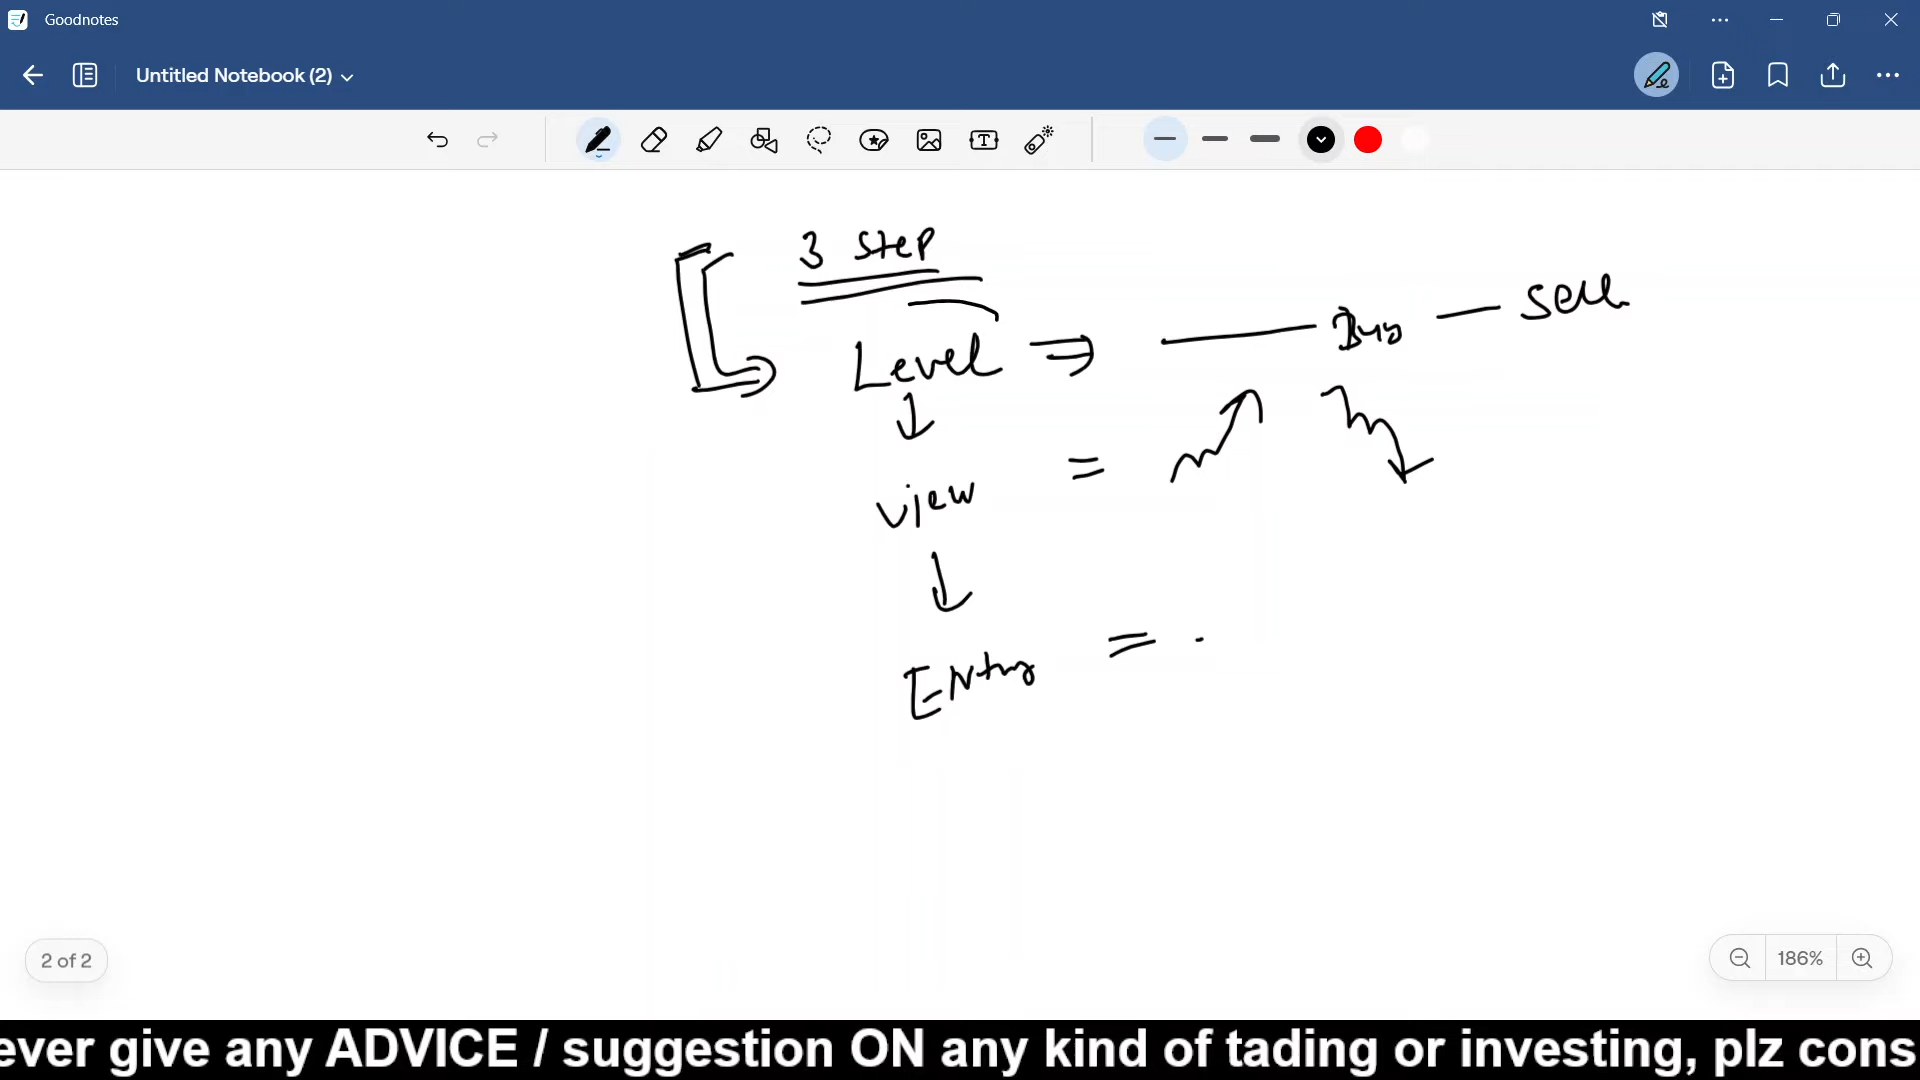 Goodnotes
Untitled Notebook (2)
3 Step
Level ⇒ — Buy — Sell
↓
view =
↓
Entry =
2 of 2
186%
ever give any ADVICE / suggestion ON any kind of tading or investing, plz cons